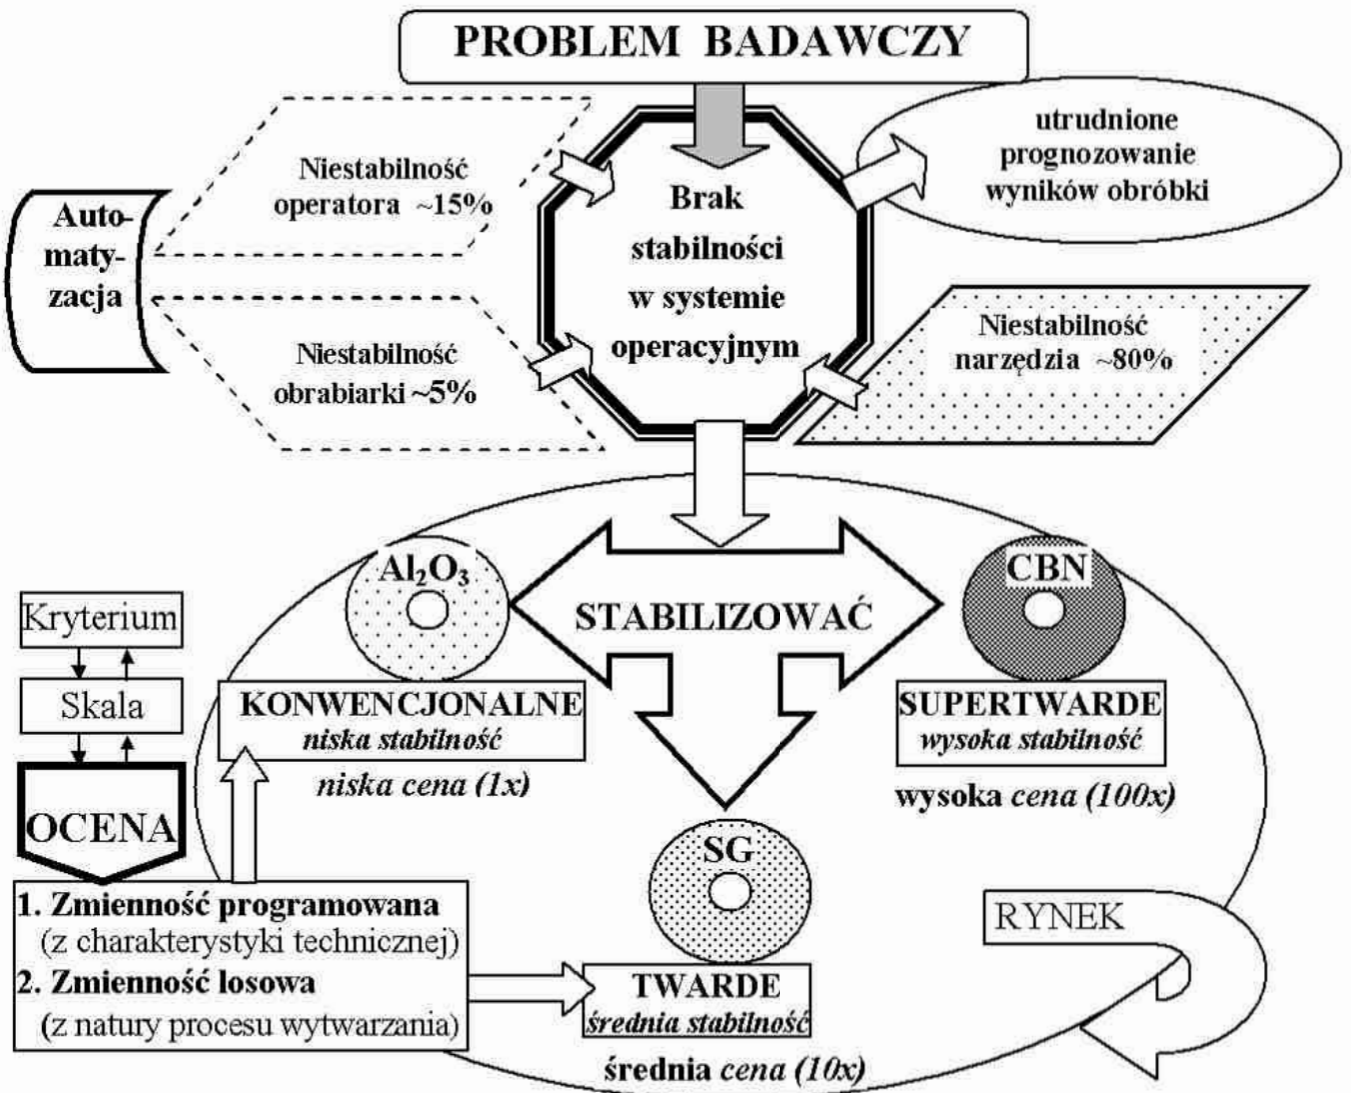 PROBLEM BADAWCZY
utrudnione
prognozowanie
wyników obróbki
Niestabilność
operatora ~15%
Brak
stabilności
w systemie
operacyjnym
Auto-
maty-
zacja
Niestabilność
obrabiarki ~5%
Niestabilność
narzędzia ~80%
Al₂O₃
CBN
STABILIZOWAĆ
Kryterium
Skala
OCENA
KONWENCJONALNE
niska stabilność
niska cena (1x)
SUPERTWARDE
wysoka stabilność
wysoka cena (100x)
SG
1. Zmienność programowana
(z charakterystyki technicznej)
2. Zmienność losowa
(z natury procesu wytwarzania)
RYNEK
TWARDE
średnia stabilność
średnia cena (10x)